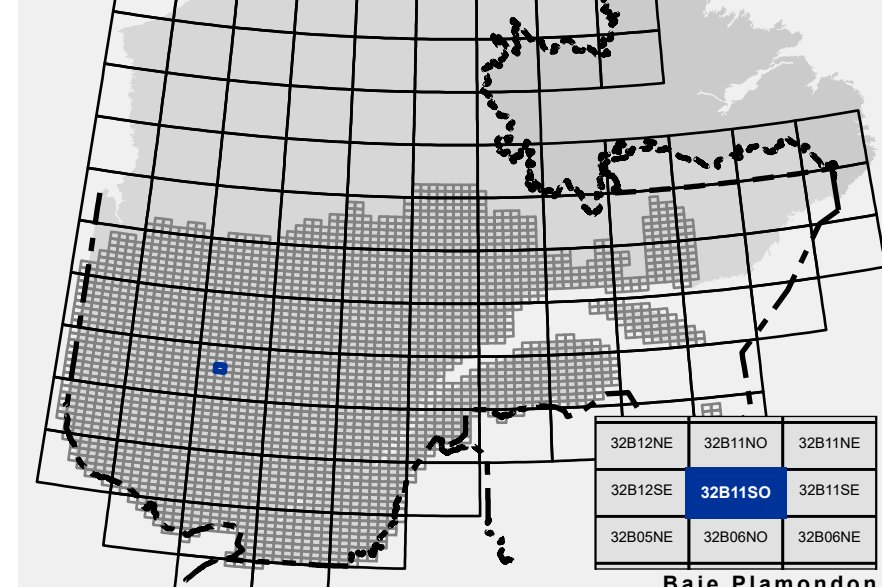 32B12NE 32B11NO 32B11NE
32B12SE 32B11SO 32B11SE
32B05NE 32B06NO 32B06NE
Baie Plamondon